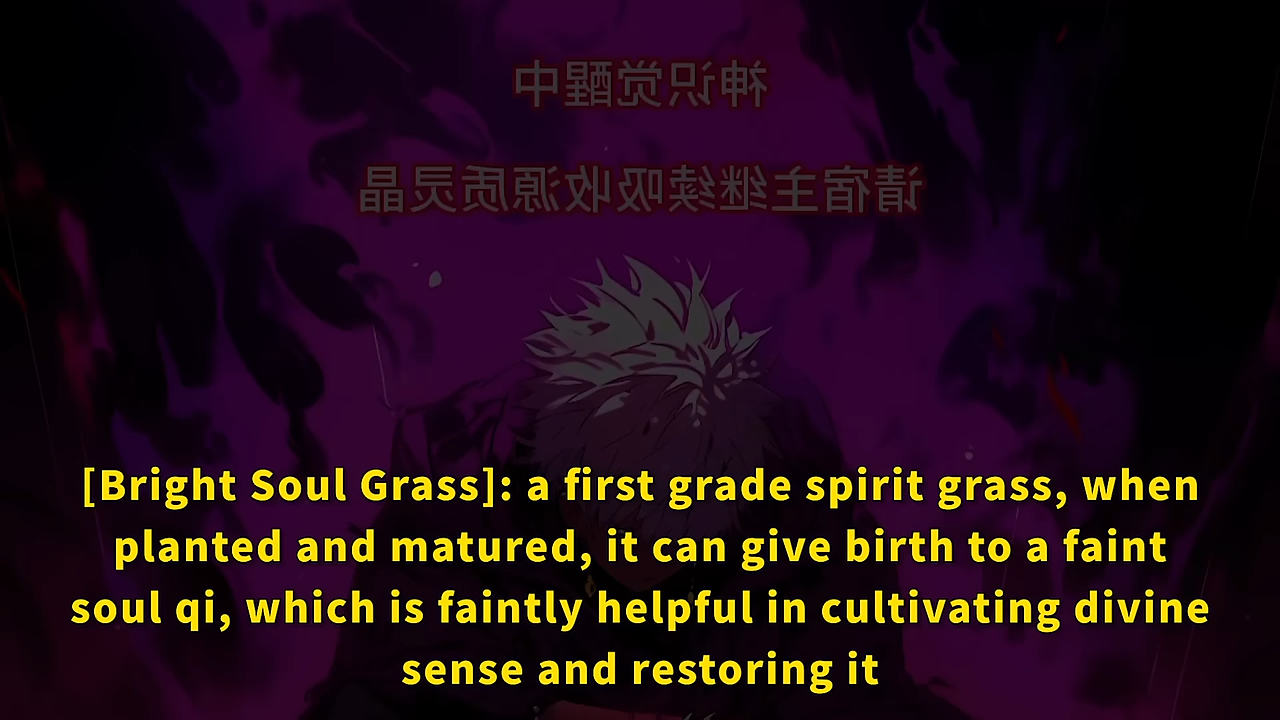 神识觉醒中
请宿主继续吸收源质灵晶
[Bright Soul Grass]: a first grade spirit grass, when
planted and matured, it can give birth to a faint
soul qi, which is faintly helpful in cultivating divine
sense and restoring it